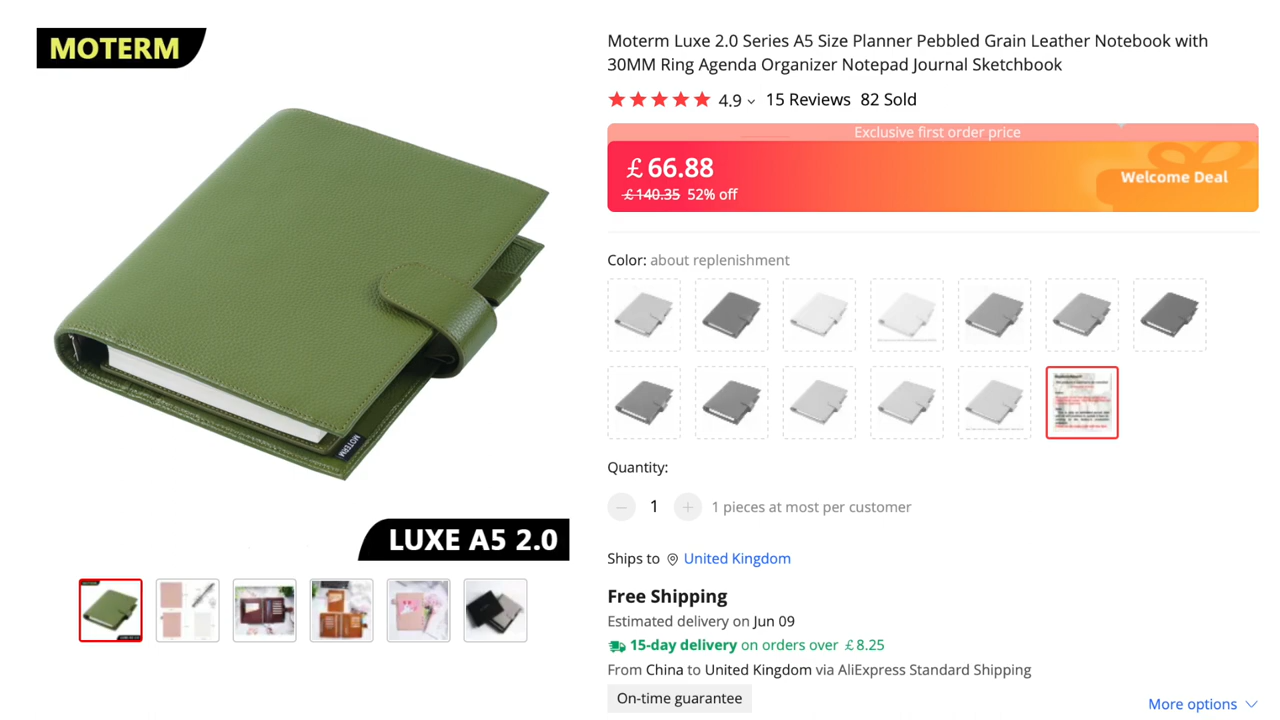 MOTERM
MOTERM
LUXE A5 2.0
Moterm Luxe 2.0 Series A5 Size Planner Pebbled Grain Leather Notebook with
30MM Ring Agenda Organizer Notepad Journal Sketchbook
4.9 15 Reviews 82 Sold
Exclusive first order price
£66.88
£140.35 52% off
Welcome Deal
Color: about replenishment
Quantity:
1
1 pieces at most per customer
Ships to United Kingdom
Free Shipping
Estimated delivery on Jun 09
15-day delivery on orders over £8.25
From China to United Kingdom via AliExpress Standard Shipping
On-time guarantee
More options